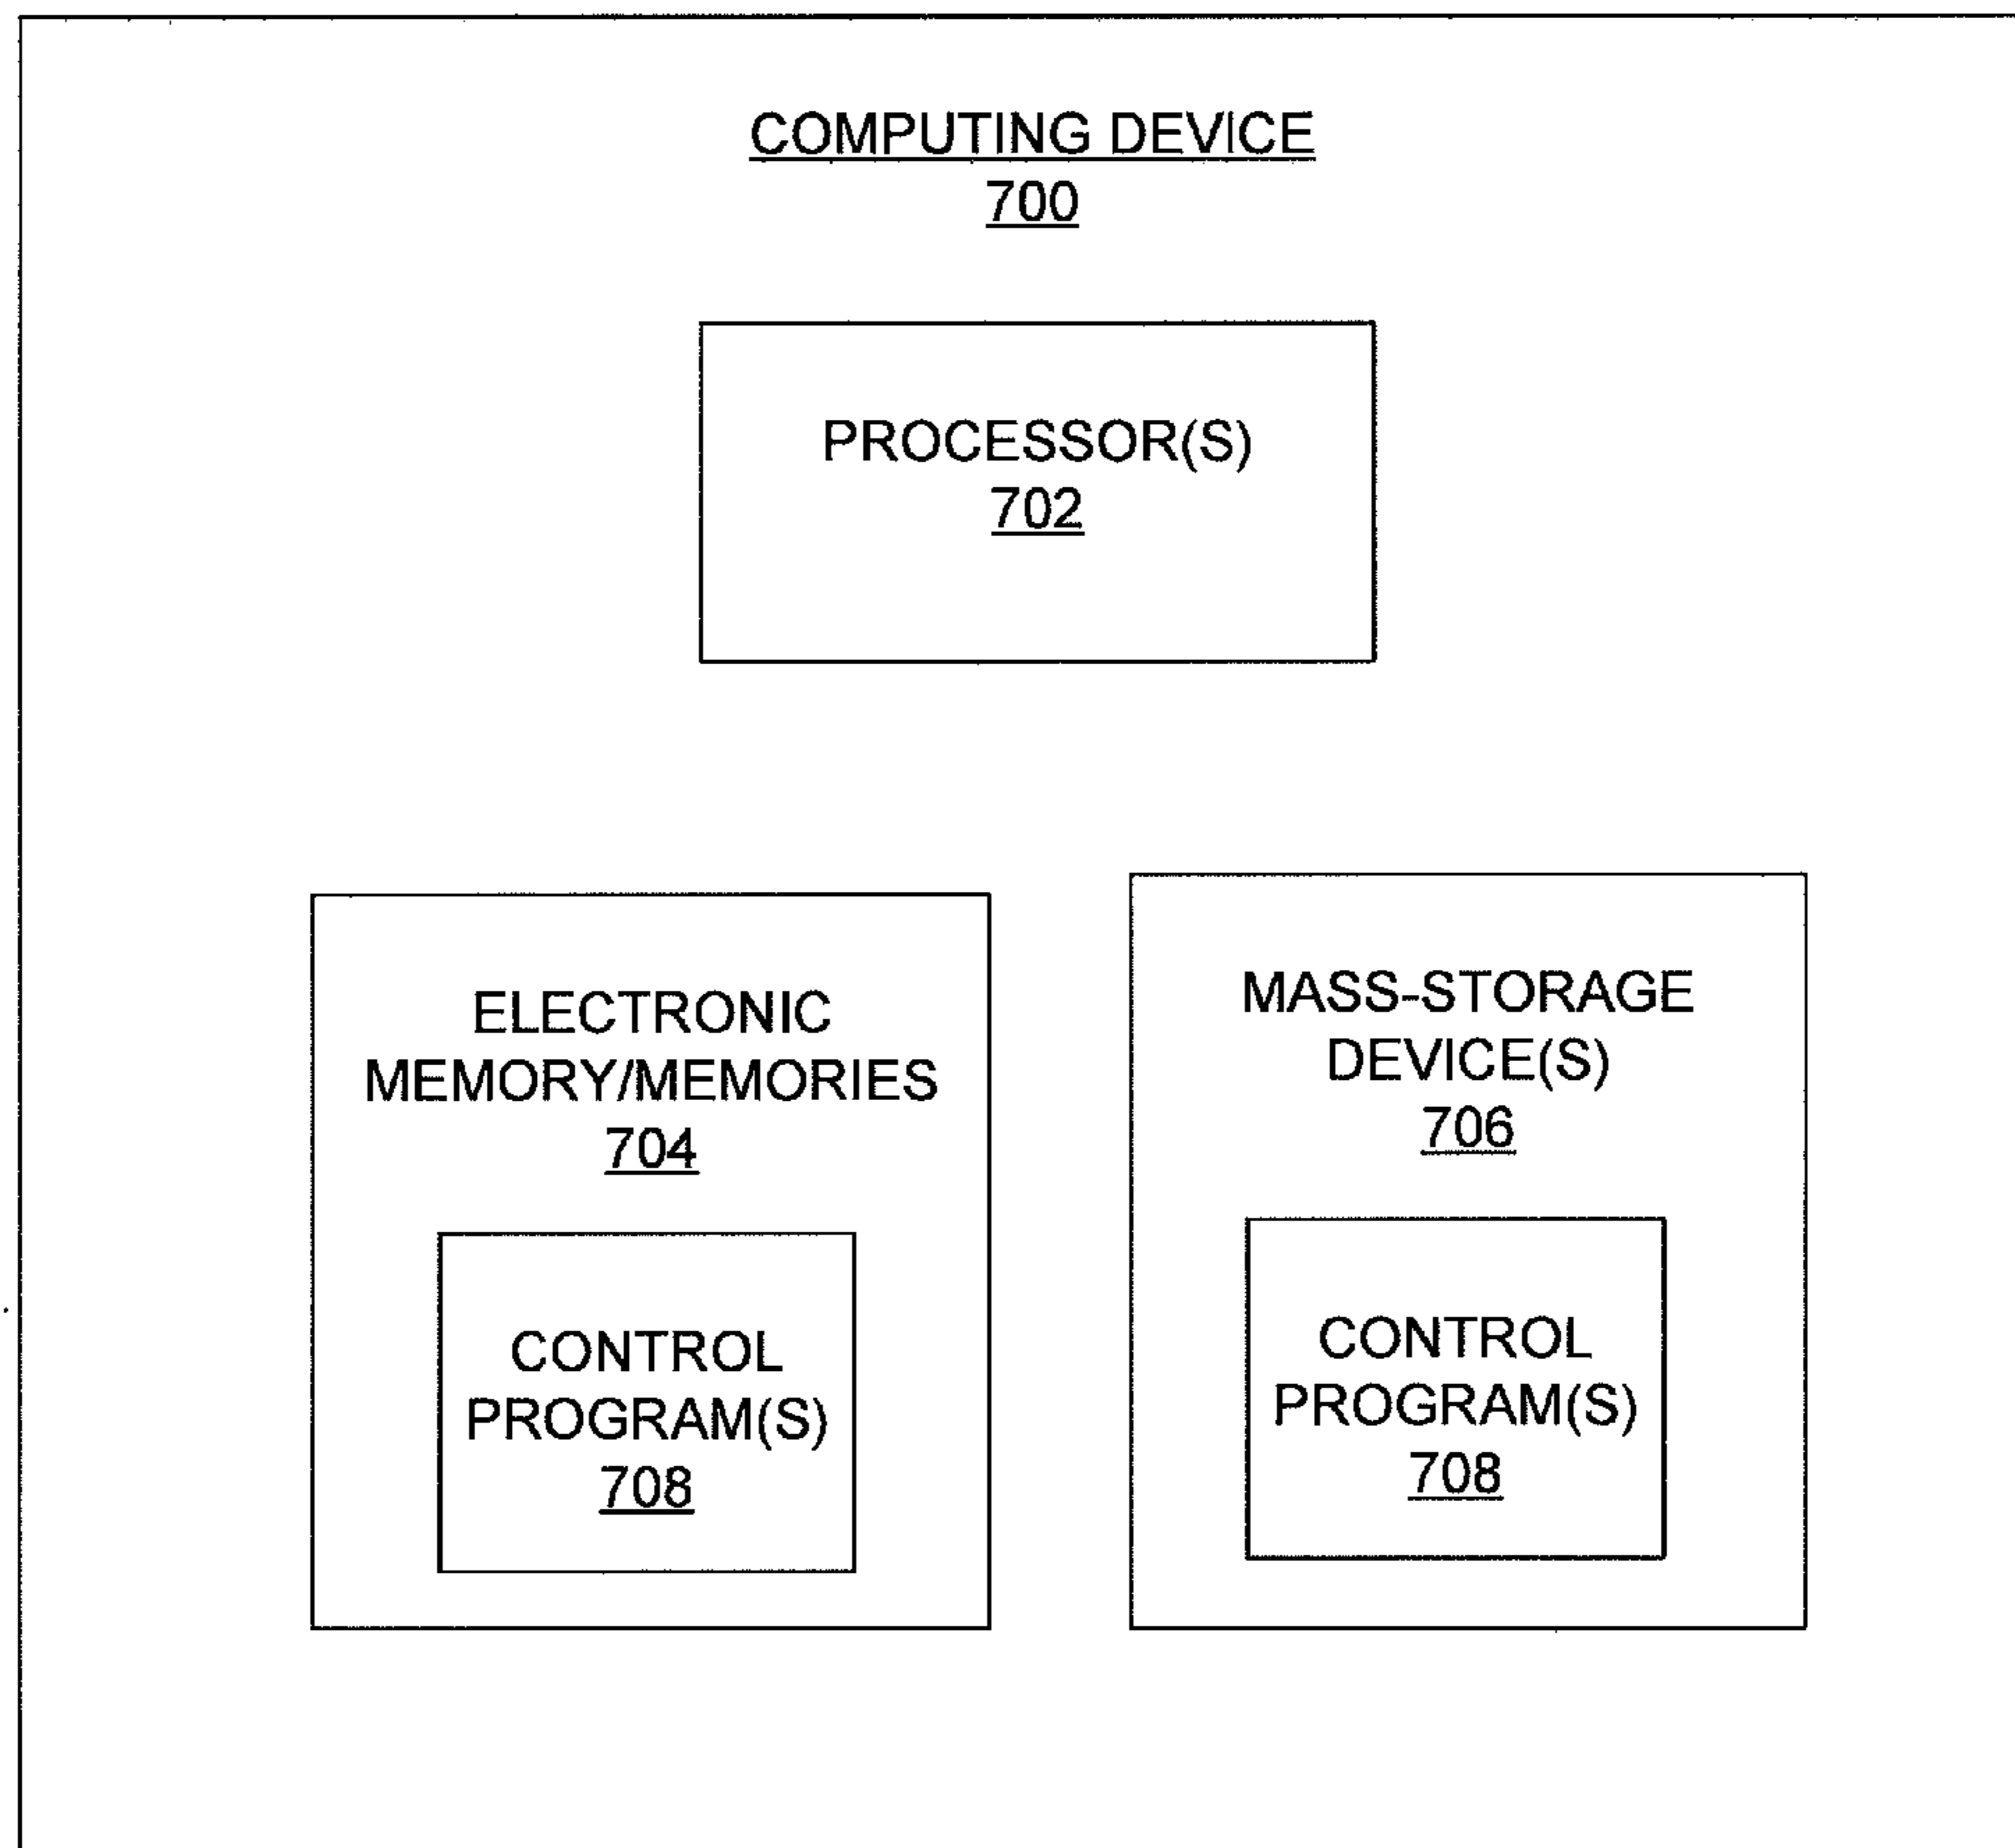 COMPUTING DEVICE
700
PROCESSOR(S)
702
ELECTRONIC
MEMORY/MEMORIES
704
CONTROL
PROGRAM(S)
708
MASS-STORAGE
DEVICE(S)
706
CONTROL
PROGRAM(S)
708